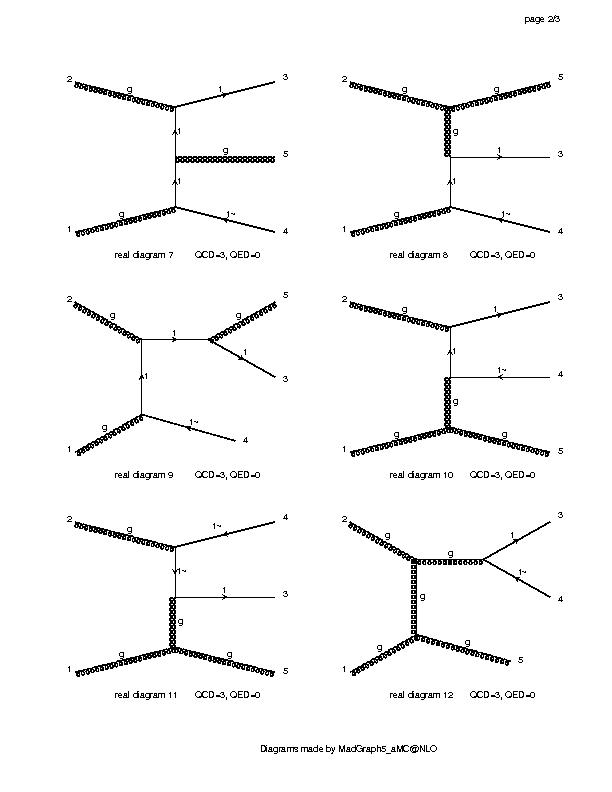 page 2/3
2 g 1 3
1
g 5
1
1 g 1~ 4
real diagram 7 QCD=3, QED=0
2 g g 5
g
1 3
1
1 g 1~ 4
real diagram 8 QCD=3, QED=0
2 g g 5
1
1 1 3
g 1~ 4
1
real diagram 9 QCD=3, QED=0
2 g 1 3
1
1~ 4
g
1 g g 5
real diagram 10 QCD=3, QED=0
2 g 1~ 4
1~
1 3
g
1 g g 5
real diagram 11 QCD=3, QED=0
2 g g 1 3
1~ 4
g
1 g g 5
real diagram 12 QCD=3, QED=0
Diagrams made by MadGraph5_aMC@NLO